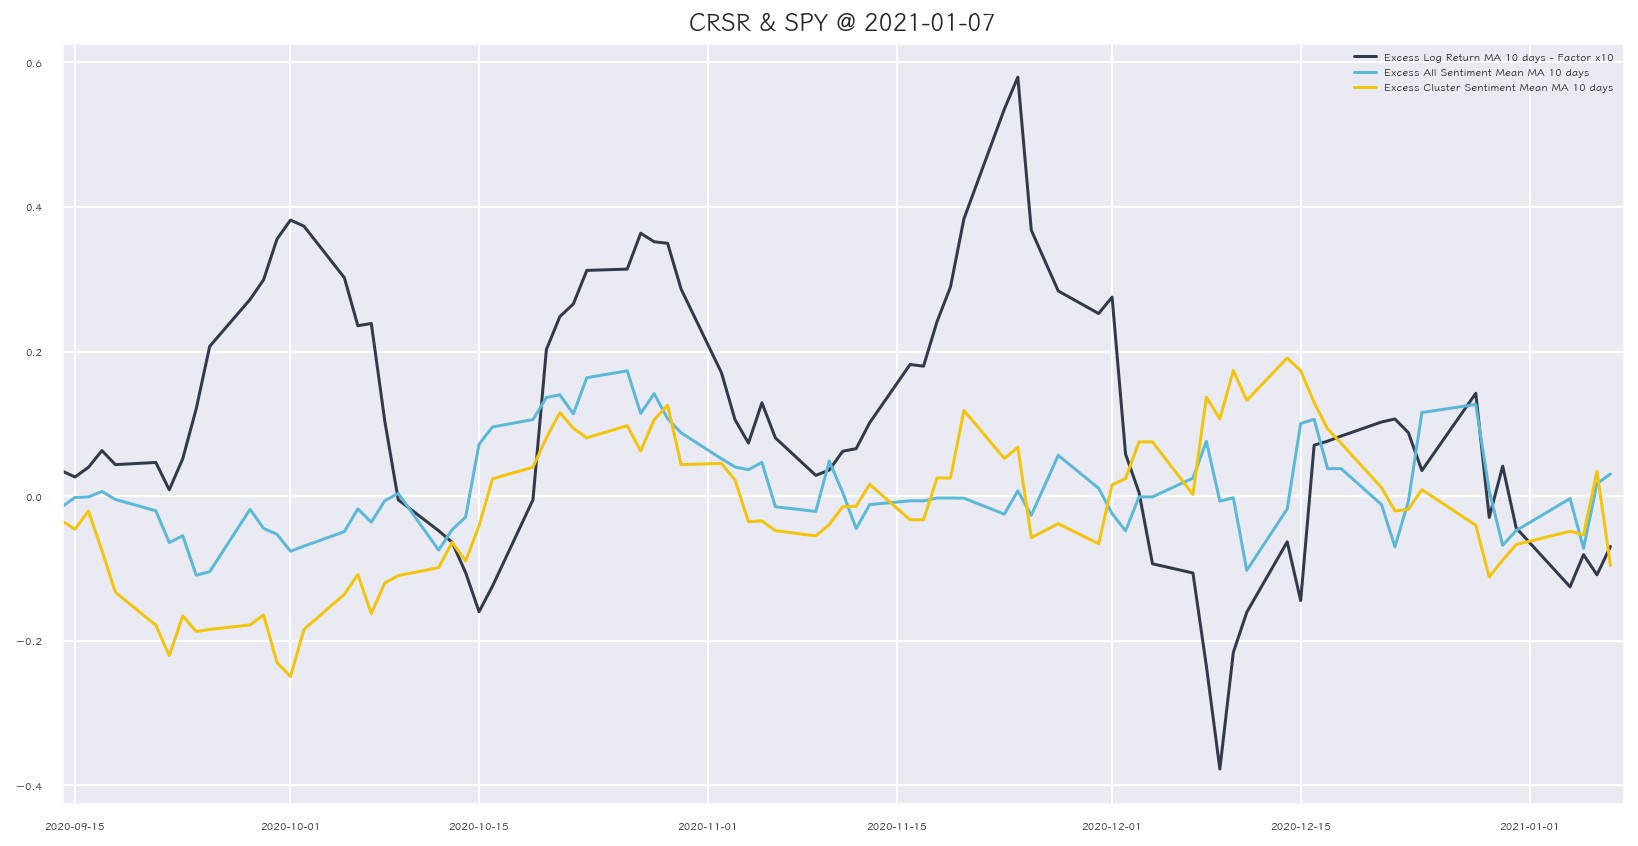 CRSR & SPY @ 2021-01-07
Excess Log Return MA 10 days - Factor x10
Excess All Sentiment Mean MA 10 days
Excess Cluster Sentiment Mean MA 10 days
0.6
0.4
0.2
0.0
−0.2
−0.4
2020-09-15 2020-10-01 2020-10-15 2020-11-01 2020-11-15 2020-12-01 2020-12-15 2021-01-01